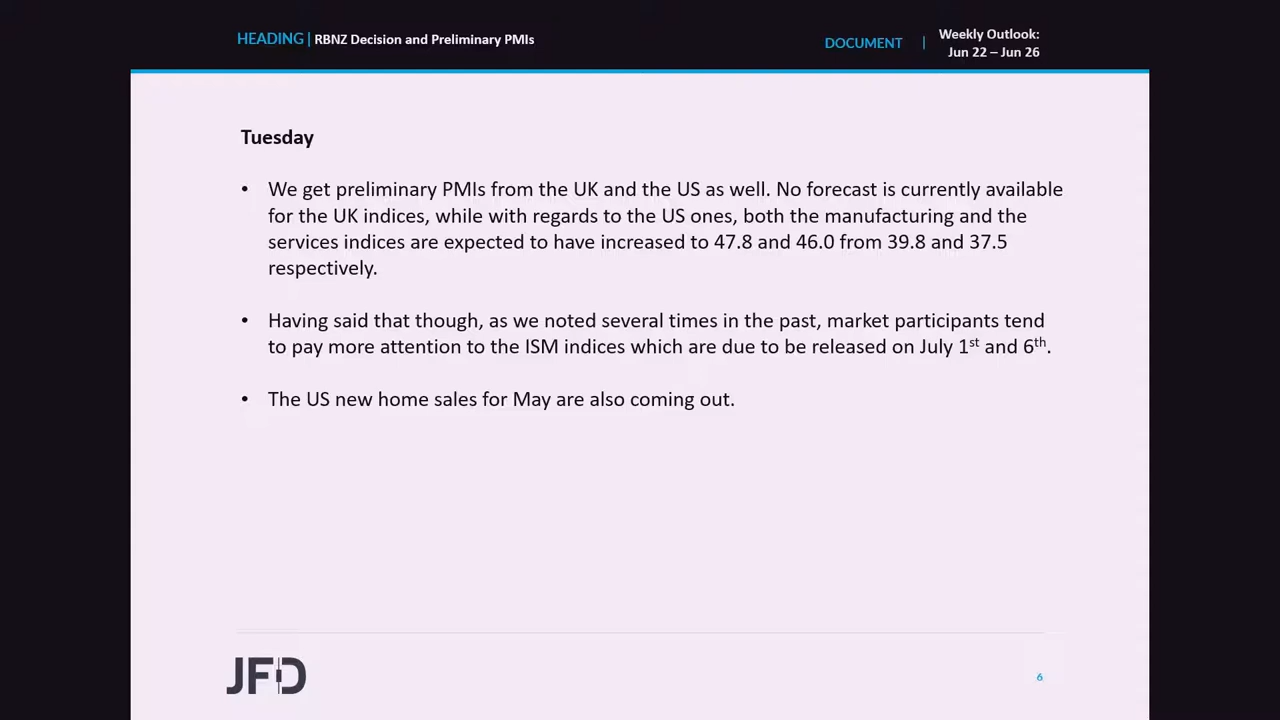 HEADING | RBNZ Decision and Preliminary PMIs
DOCUMENT | Weekly Outlook:
Jun 22 – Jun 26
Tuesday
• We get preliminary PMIs from the UK and the US as well. No forecast is currently available
for the UK indices, while with regards to the US ones, both the manufacturing and the
services indices are expected to have increased to 47.8 and 46.0 from 39.8 and 37.5
respectively.
• Having said that though, as we noted several times in the past, market participants tend
to pay more attention to the ISM indices which are due to be released on July 1st and 6th.
• The US new home sales for May are also coming out.
JFD
6